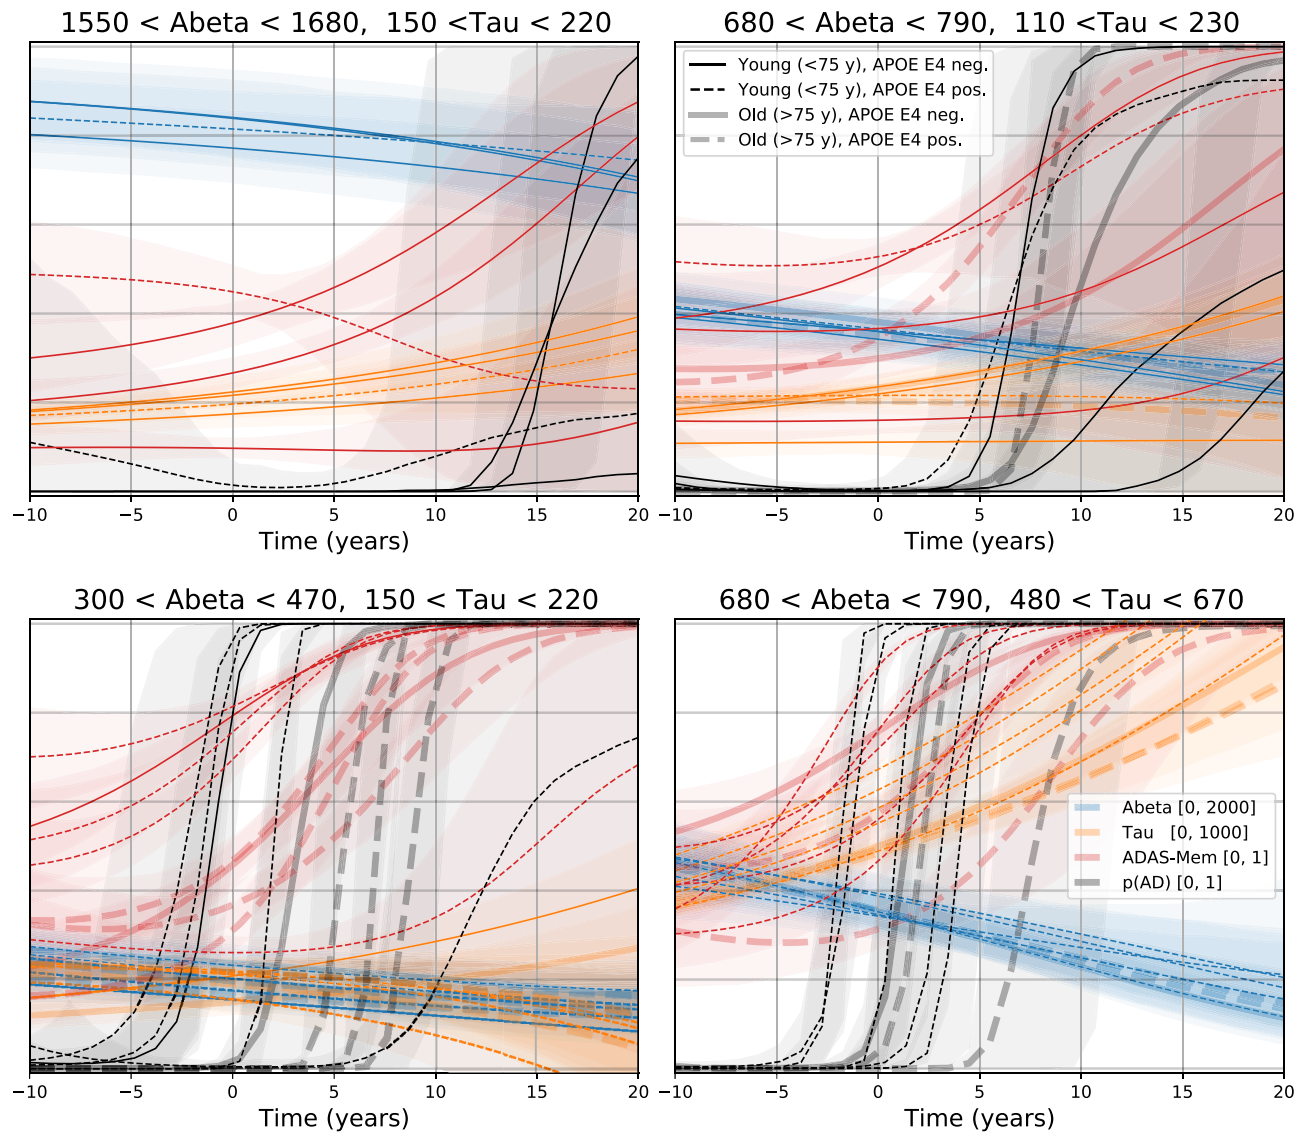 1550 < Abeta < 1680,  150 <Tau < 220
680 < Abeta < 790,  110 <Tau < 230
Young (<75 y), APOE E4 neg.
Young (<75 y), APOE E4 pos.
Old (>75 y), APOE E4 neg.
Old (>75 y), APOE E4 pos.
−10 −5 0 5 10 15 20
Time (years)
−10 −5 0 5 10 15 20
Time (years)
300 < Abeta < 470,  150 < Tau < 220
680 < Abeta < 790,  480 < Tau < 670
Abeta [0, 2000]
Tau   [0, 1000]
ADAS-Mem [0, 1]
p(AD) [0, 1]
−10 −5 0 5 10 15 20
Time (years)
−10 −5 0 5 10 15 20
Time (years)